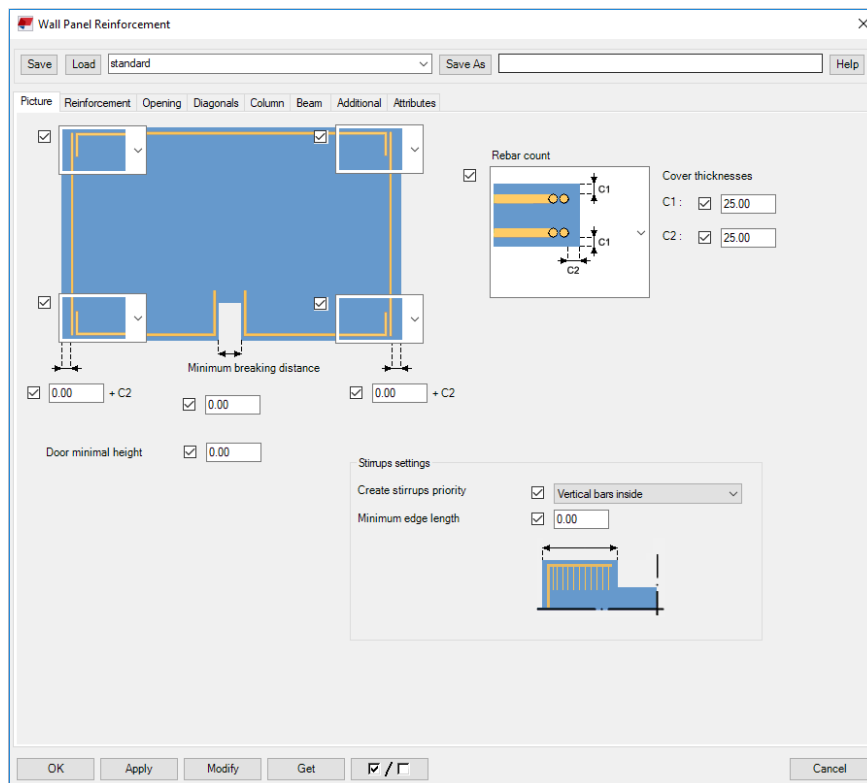 Wall Panel Reinforcement
Save Load standard Save As Help
Picture Reinforcement Opening Diagonals Column Beam Additional Attributes
Rebar count
Cover thicknesses
C1
C1 : 25.00
C1
C2 : 25.00
C2
Minimum breaking distance
0.00 + C2
0.00 + C2
0.00
Door minimal height 0.00
Stirrups settings
Create stirrups priority Vertical bars inside
Minimum edge length 0.00
OK Apply Modify Get / Cancel